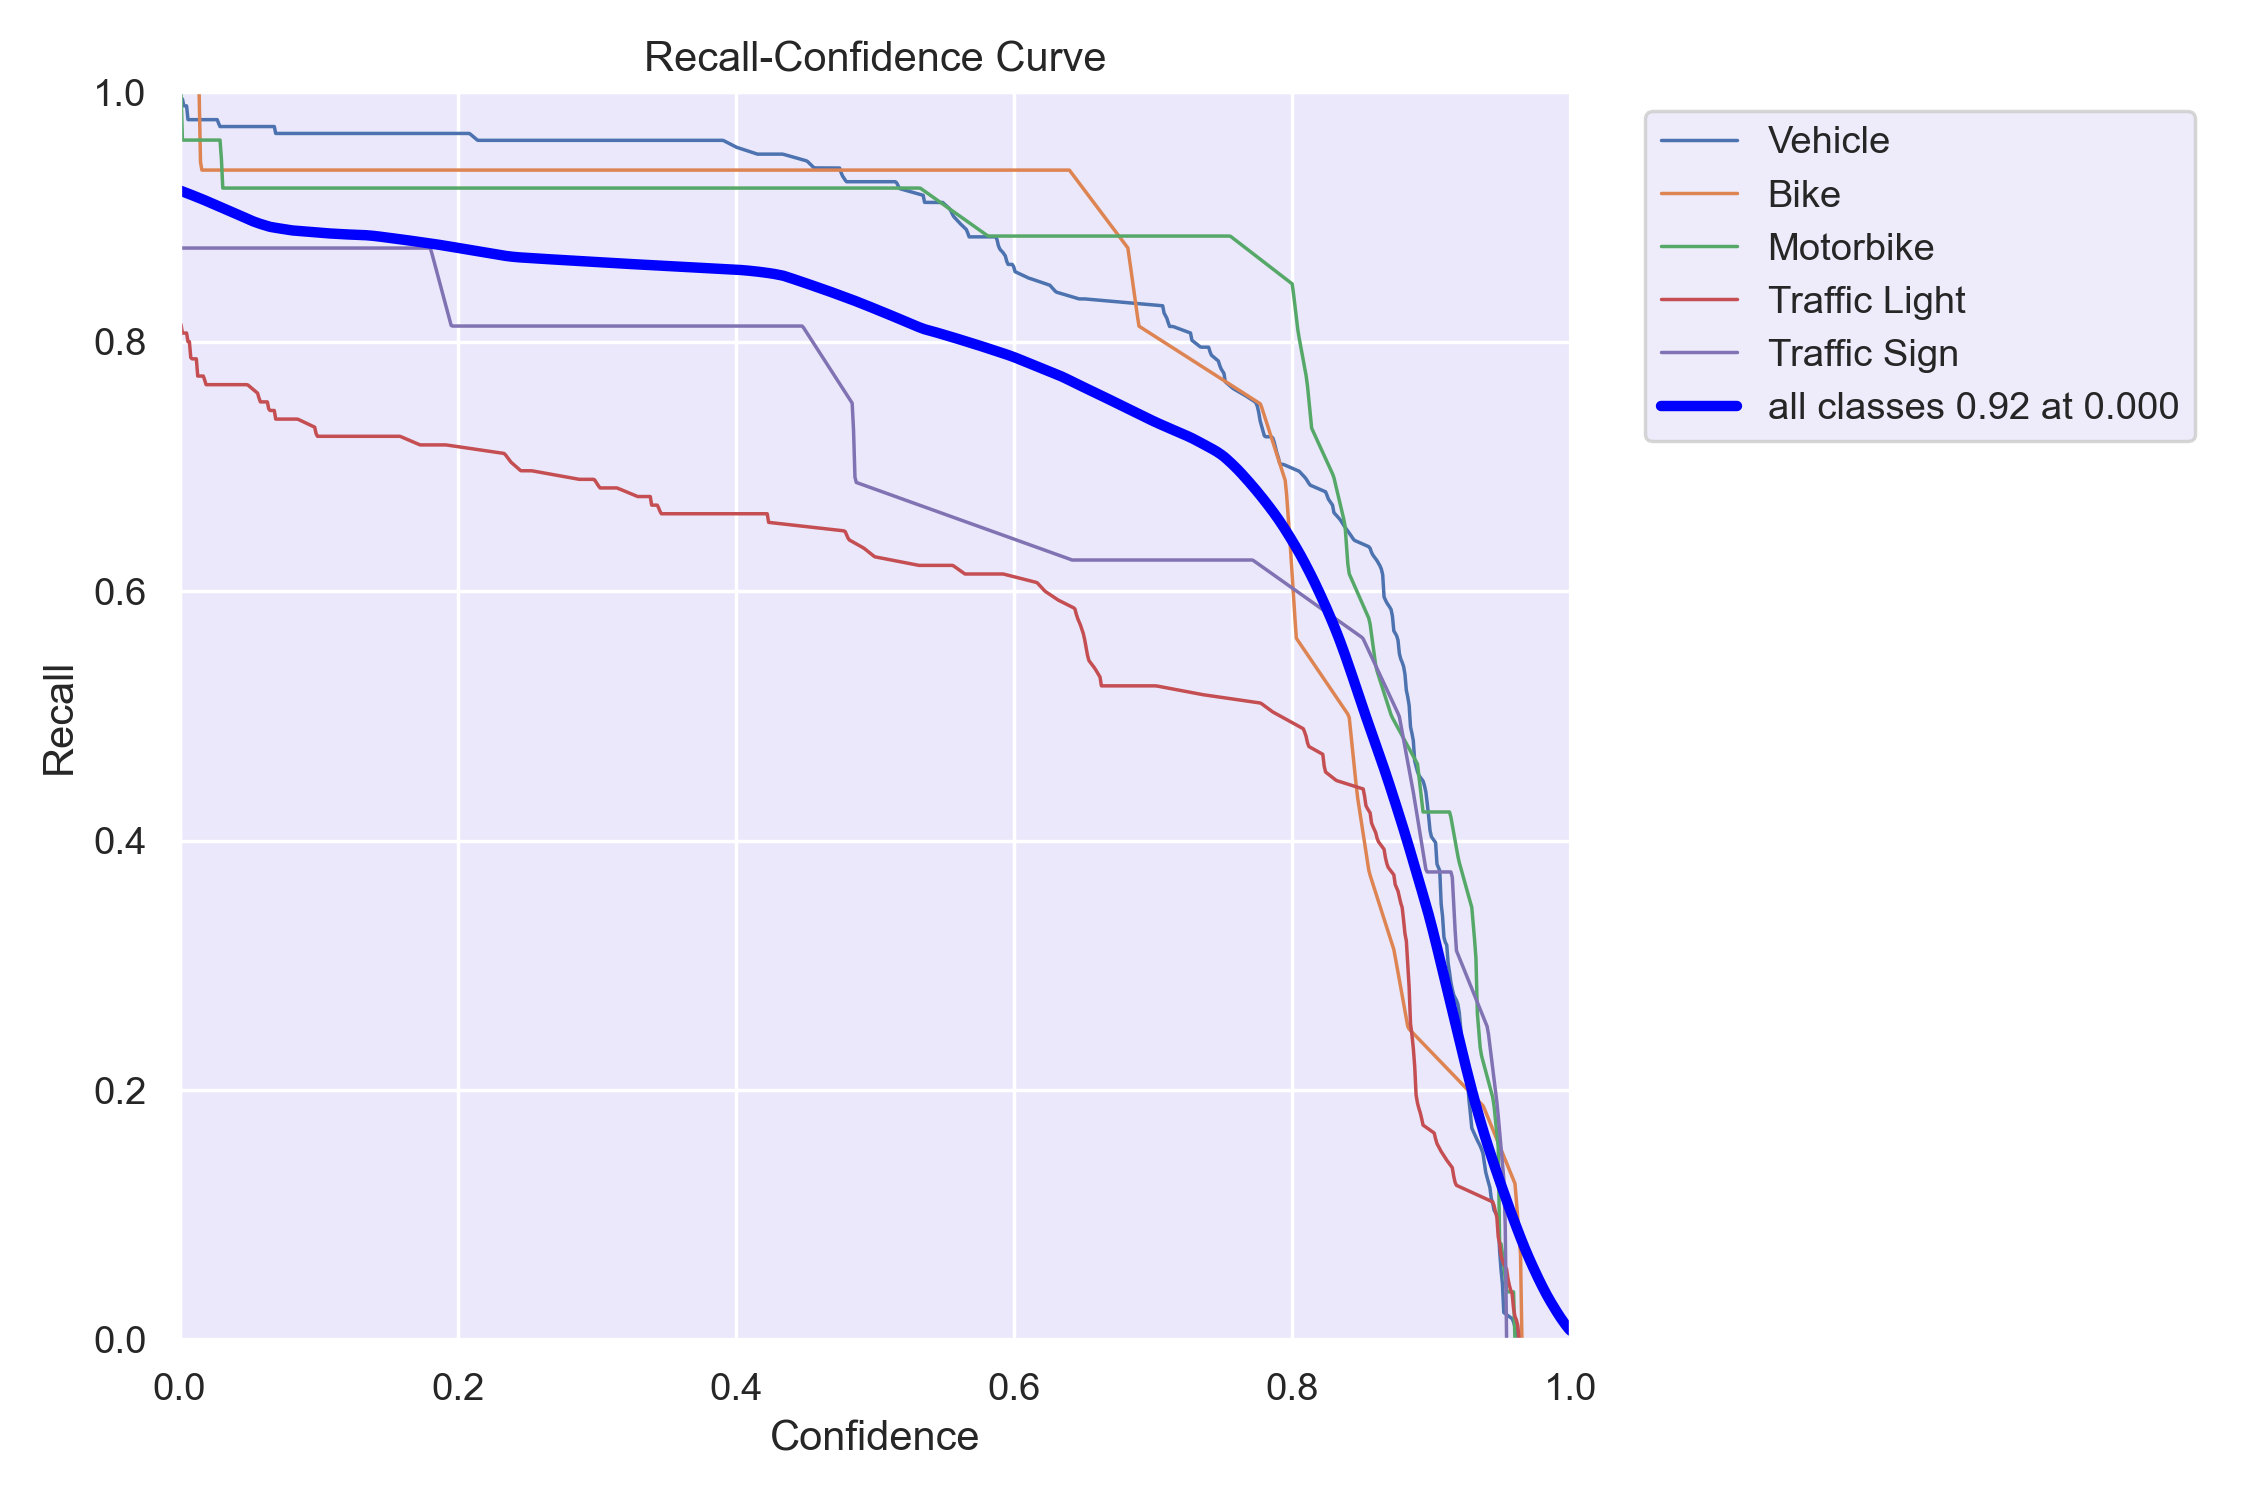 Recall-Confidence Curve
1.0
0.8
0.6
0.4
0.2
0.0
Recall
0.0 0.2 0.4 0.6 0.8 1.0
Confidence
Vehicle
Bike
Motorbike
Traffic Light
Traffic Sign
all classes 0.92 at 0.000